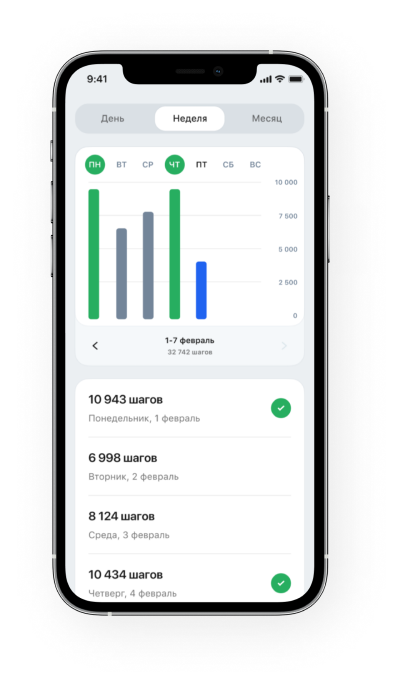 9:41
День Неделя Месяц
ПН ВТ СР ЧТ ПТ СБ ВС
10 000
7 500
5 000
2 500
0
1-7 февраль
32 742 шагов
10 943 шагов
Понедельник, 1 февраль
6 998 шагов
Вторник, 2 февраль
8 124 шагов
Среда, 3 февраль
10 434 шагов
Четверг, 4 февраль